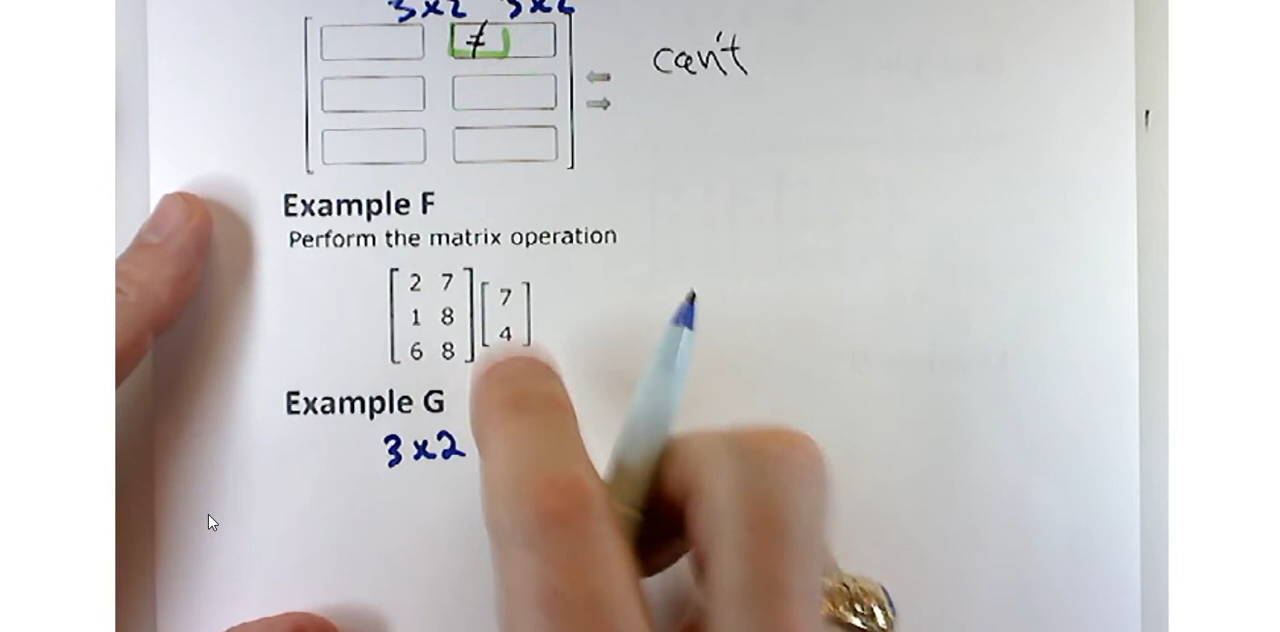 3x2 3x2
≠
can't
Example F
Perform the matrix operation
2 7
1 8
6 8
7
4
Example G
3x2